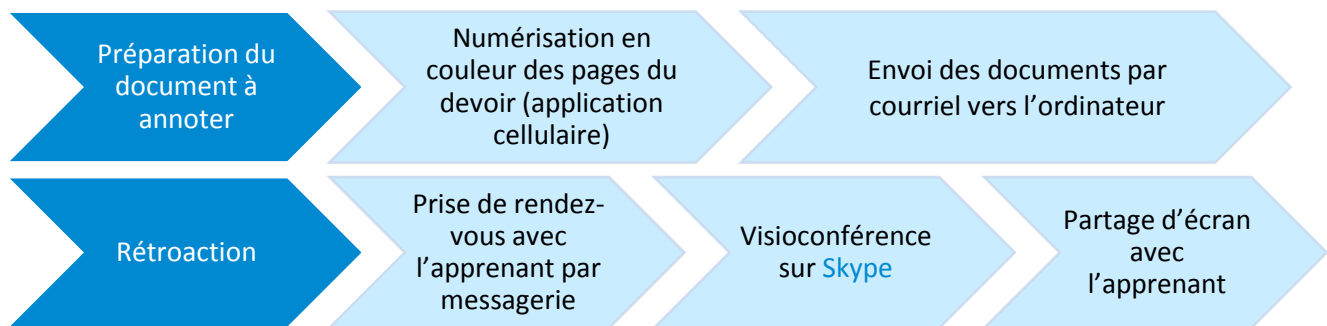 Préparation du
document à
annoter
Numérisation en
couleur des pages du
devoir (application
cellulaire)
Envoi des documents par
courriel vers l’ordinateur
Rétroaction
Prise de rendez-
vous avec
l’apprenant par
messagerie
Visioconférence
sur Skype
Partage d’écran
avec
l’apprenant